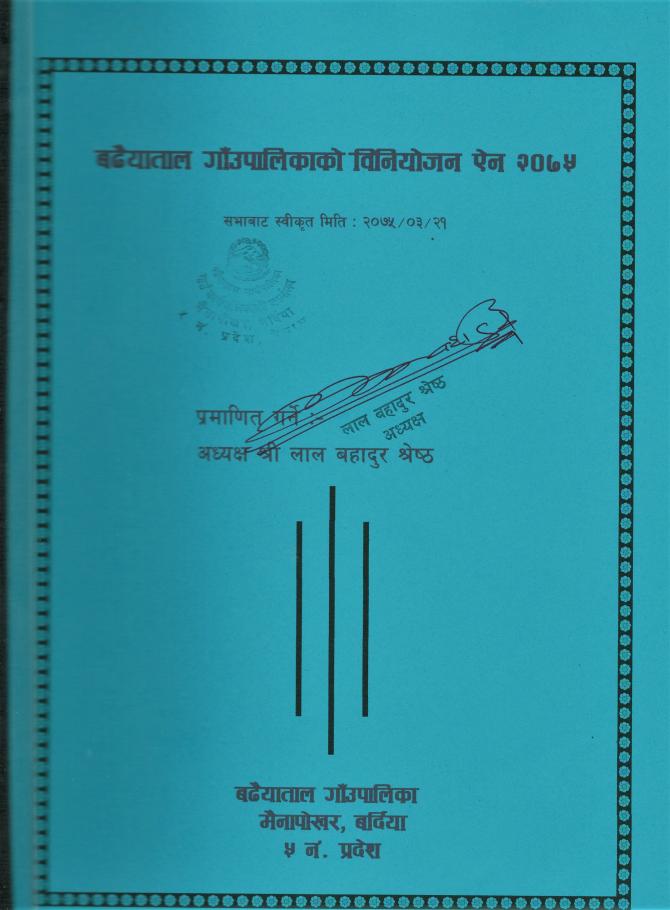 बढैयाताल गाँउपालिकाको विनियोजन ऐन २०७५
सभाबाट स्वीकृत मिति : २०७५/०३/२१
प्रदेश,
प्रमाणित गर्ने :-
लाल बहादुर श्रेष्ठ
अध्यक्ष
अध्यक्ष श्री लाल बहादुर श्रेष्ठ
बढैयाताल गाँउपालिका
मैनापोखर, बर्दिया
५ नं. प्रदेश